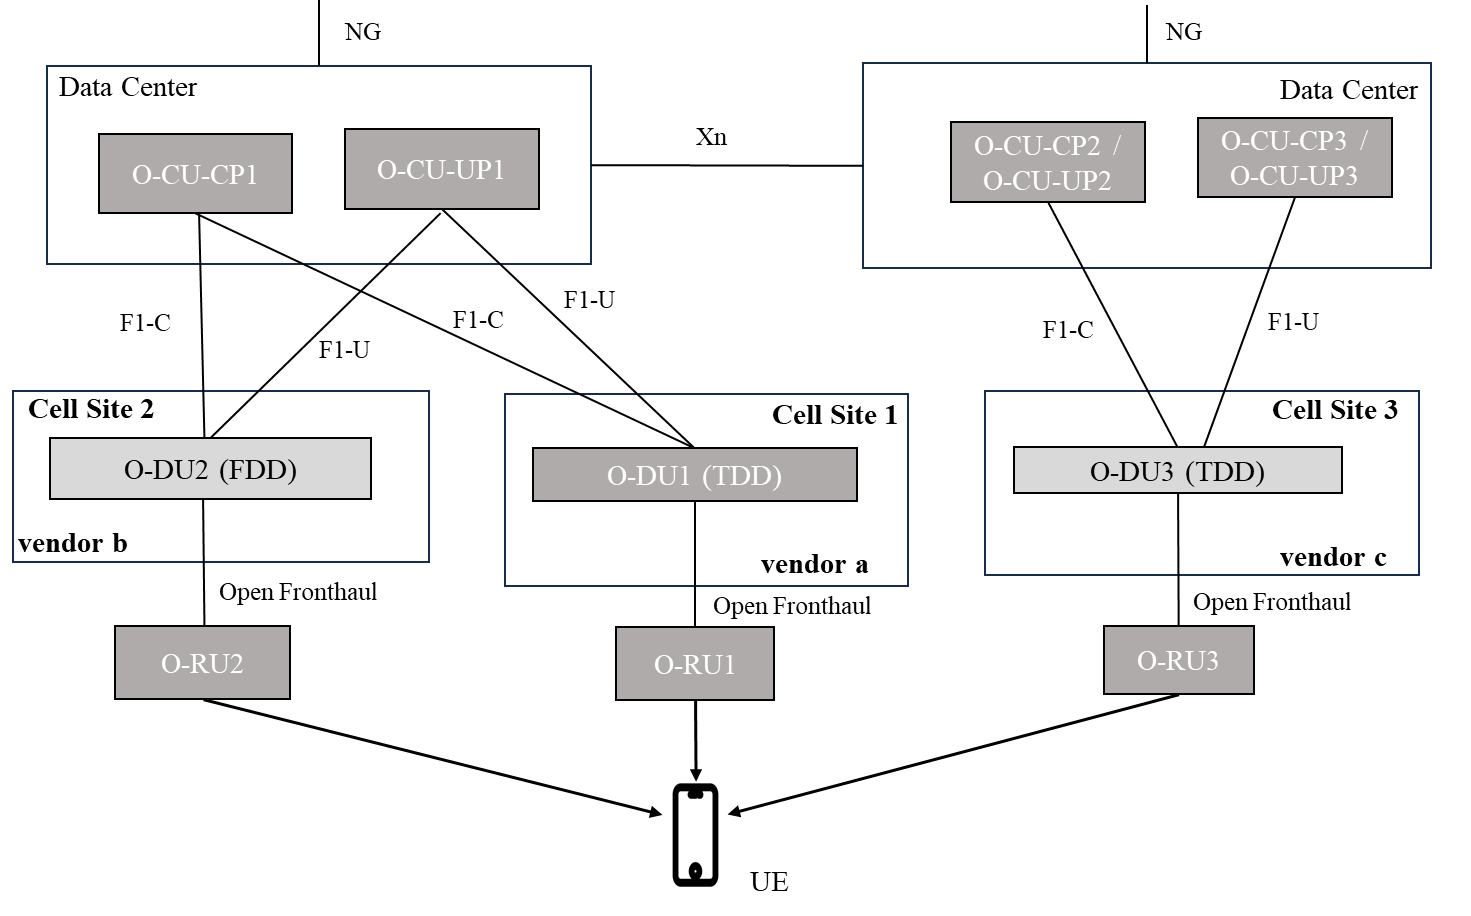 NG
NG
Data Center
Data Center
O-CU-CP1
O-CU-UP1
Xn
O-CU-CP2 /
O-CU-UP2
O-CU-CP3 /
O-CU-UP3
F1-C
F1-U
F1-C
F1-U
F1-C
F1-U
Cell Site 2
O-DU2 (FDD)
vendor b
Cell Site 1
O-DU1 (TDD)
vendor a
Cell Site 3
O-DU3 (TDD)
vendor c
Open Fronthaul
Open Fronthaul
Open Fronthaul
O-RU2
O-RU1
O-RU3
UE